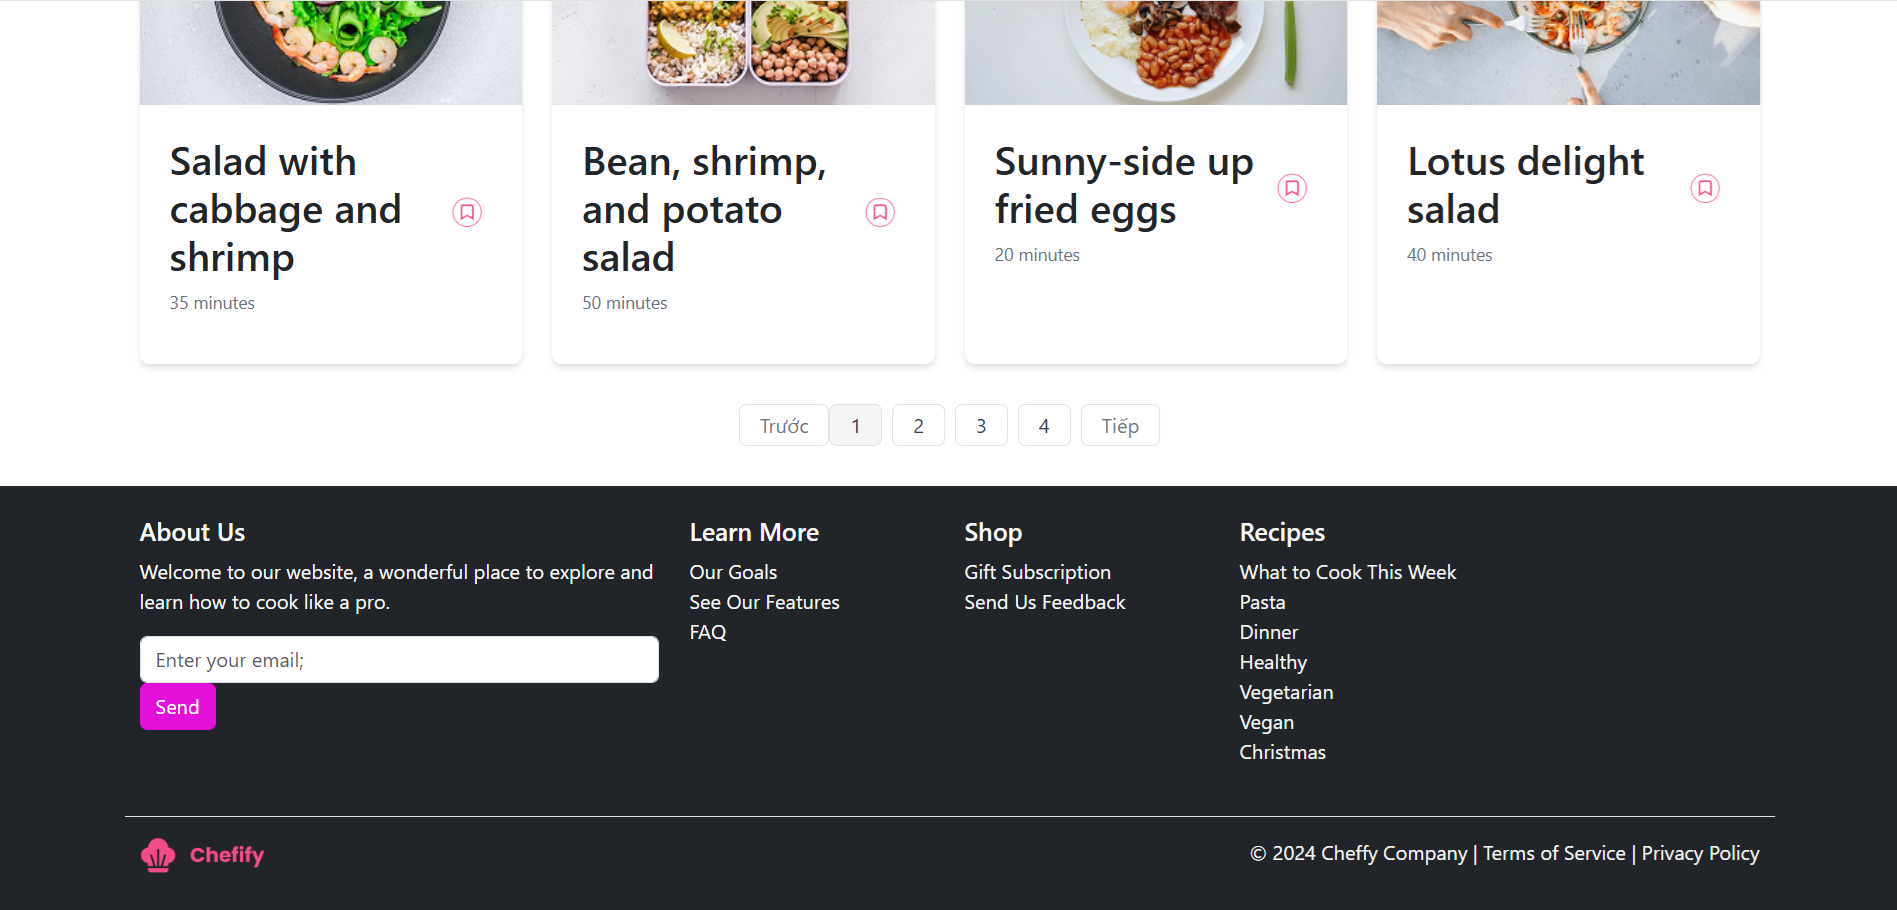 Salad with
cabbage and
shrimp
35 minutes
Bean, shrimp,
and potato
salad
50 minutes
Sunny-side up
fried eggs
20 minutes
Lotus delight
salad
40 minutes
Trước 1 2 3 4 Tiếp
About Us
Welcome to our website, a wonderful place to explore and
learn how to cook like a pro.
Enter your email;
Send
Learn More
Our Goals
See Our Features
FAQ
Shop
Gift Subscription
Send Us Feedback
Recipes
What to Cook This Week
Pasta
Dinner
Healthy
Vegetarian
Vegan
Christmas
Chefify
© 2024 Cheffy Company | Terms of Service | Privacy Policy